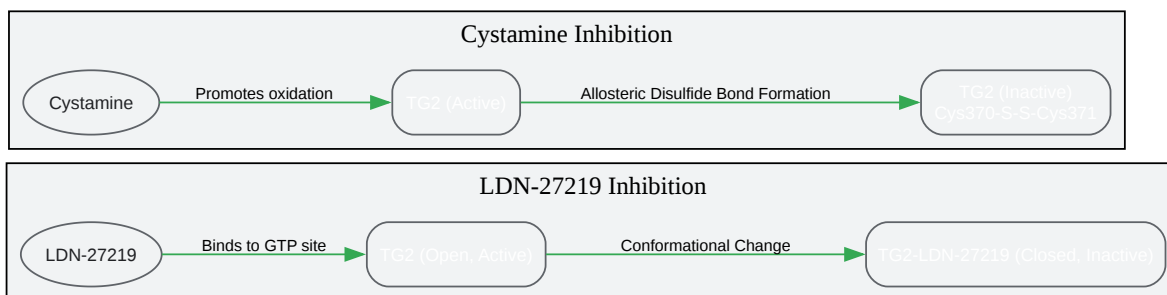 Cystamine Inhibition
Cystamine
Promotes oxidation
TG2 (Active)
Allosteric Disulfide Bond Formation
TG2 (Inactive)
Cys370-S-S-Cys371
LDN-27219 Inhibition
LDN-27219
Binds to GTP site
TG2 (Open, Active)
Conformational Change
TG2-LDN-27219 (Closed, Inactive)